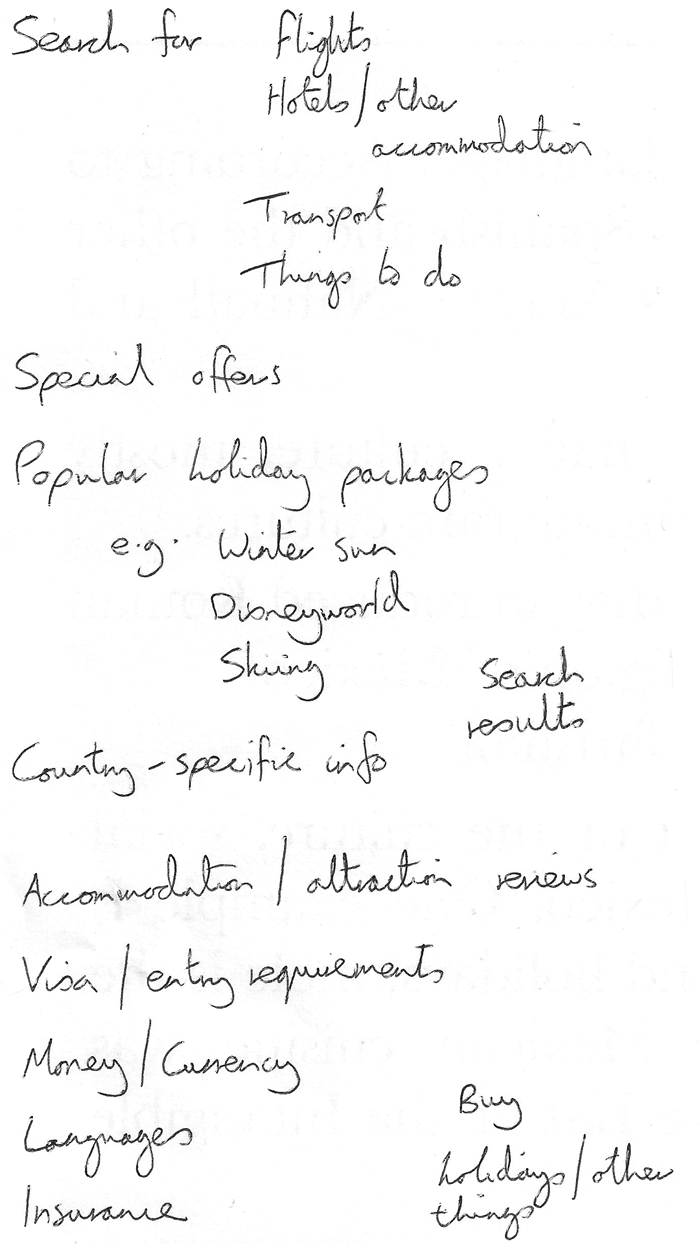 Search for Flights
Hotels/other
accommodation
Transport
Things to do
Special offers
Popular holiday packages
e.g. Winter sun
Disneyworld
Skiing
Search
results
Country-specific info
Accommodation / attraction reviews
Visa / entry requirements
Money/Currency
Languages
Insurance
Buy
holidays/other
things